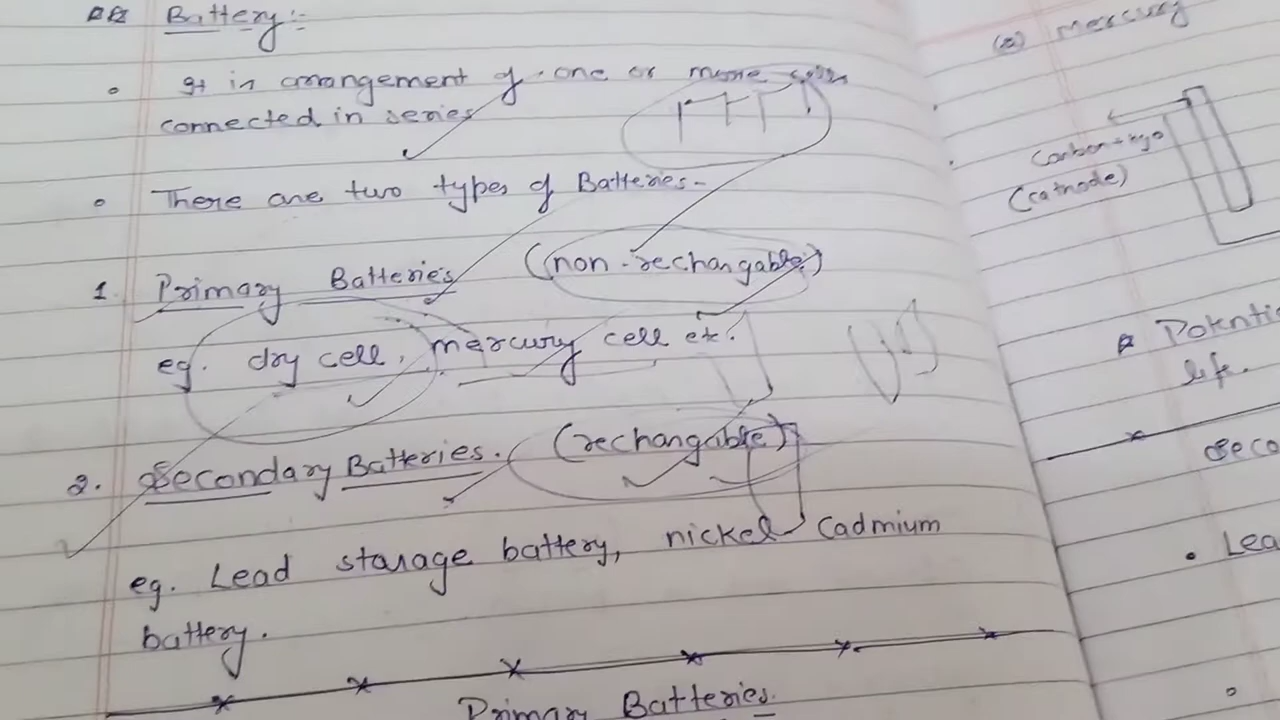 Battery:-
It is arrangement of one or more cells
connected in series
There are two types of Batteries-
1. Primary Batteries (non-rechangable)
eg. dry cell, mercury cell etc.
2. Secondary Batteries. (rechangable)
eg. Lead starage battery, nickel Cadmium
battery.
Primary Batteries.
(a) mercury
Carbon + HgO
(cathode)
Potenti
life.
Seco
Lea